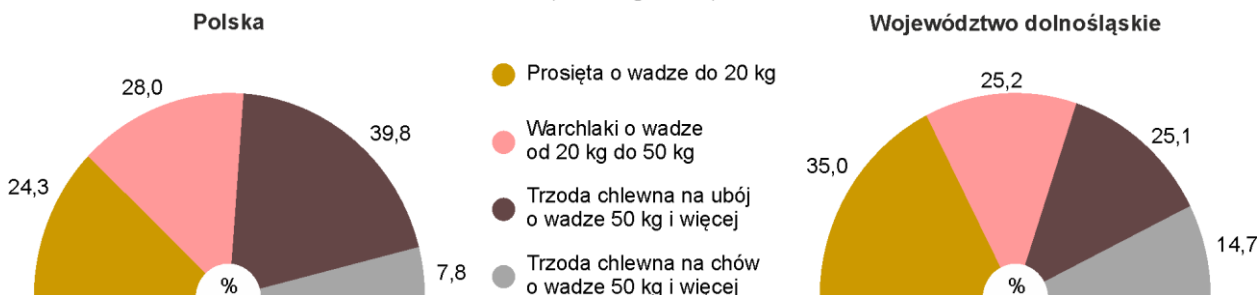 Polska
28,0
39,8
24,3
7,8
%
Prosięta o wadze do 20 kg
Warchlaki o wadze
od 20 kg do 50 kg
Trzoda chlewna na ubój
o wadze 50 kg i więcej
Trzoda chlewna na chów
o wadze 50 kg i więcej
Województwo dolnośląskie
25,2
25,1
35,0
14,7
%